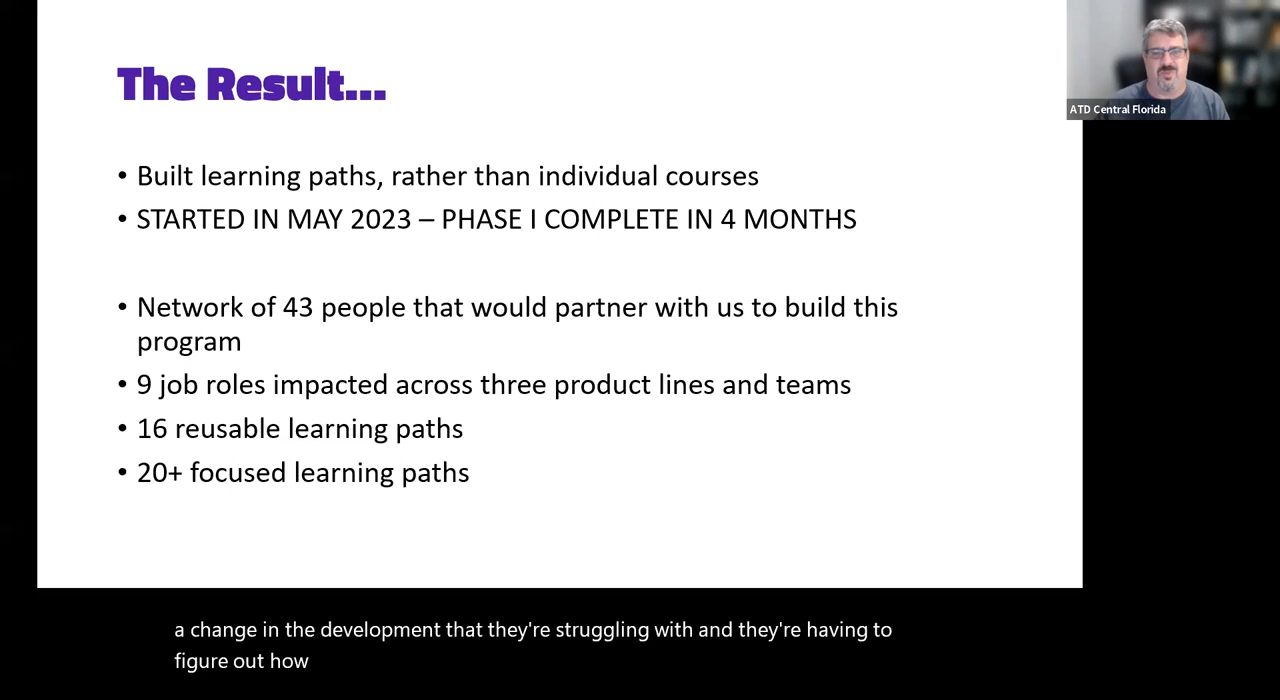 The Result...
ATD Central Florida
• Built learning paths, rather than individual courses
• STARTED IN MAY 2023 – PHASE I COMPLETE IN 4 MONTHS
• Network of 43 people that would partner with us to build this
program
• 9 job roles impacted across three product lines and teams
• 16 reusable learning paths
• 20+ focused learning paths
a change in the development that they're struggling with and they're having to
figure out how